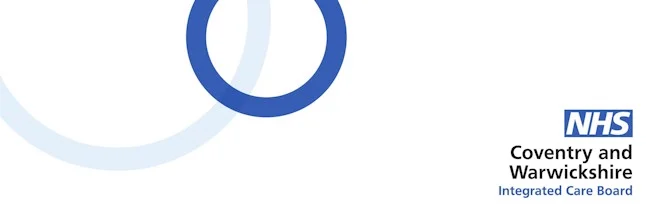 NHS
Coventry and
Warwickshire
Integrated Care Board